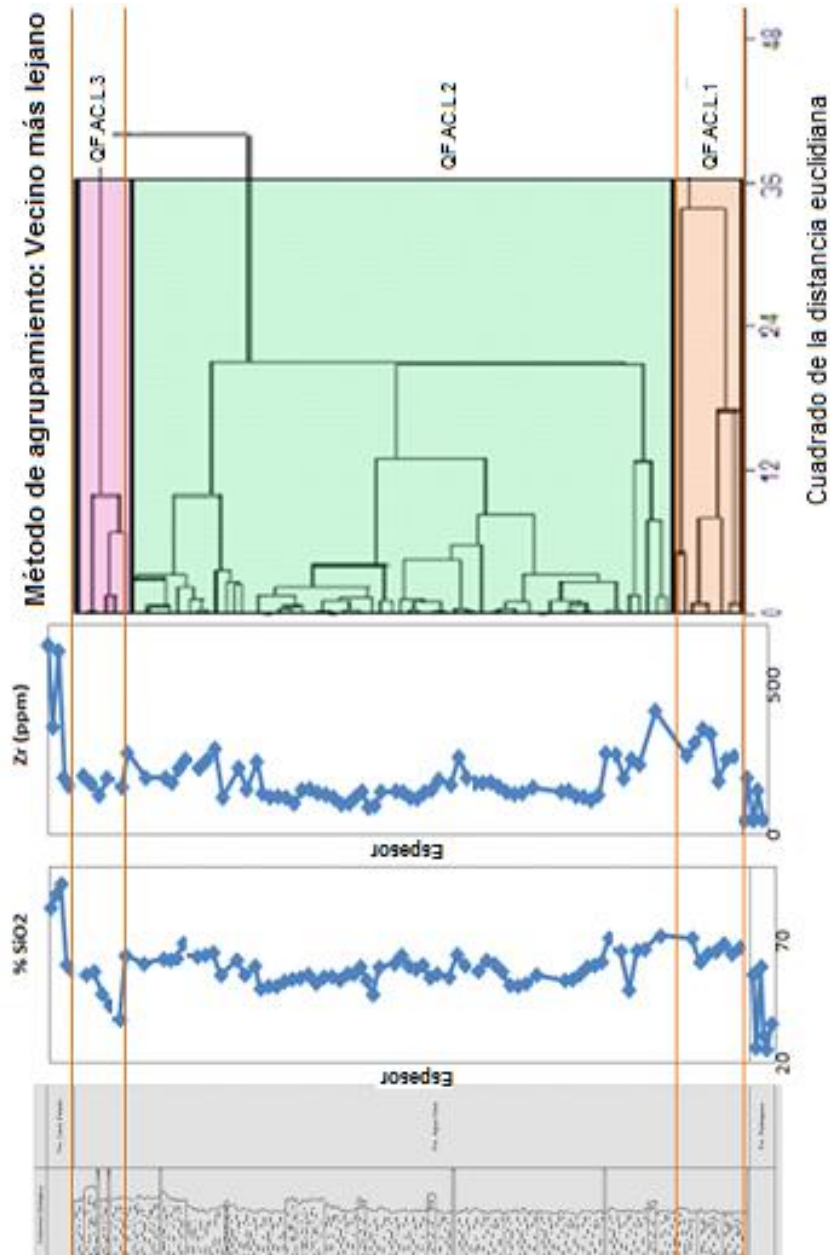 Método de agrupamiento: Vecino más lejano
QF.AC.L.3
QF.AC.L.2
QF.AC.L.1
0
12
24
36
48
Cuadrado de la distancia euclidiana
Zr (ppm)
0
500
Espesor
% SiO2
20
70
Espesor